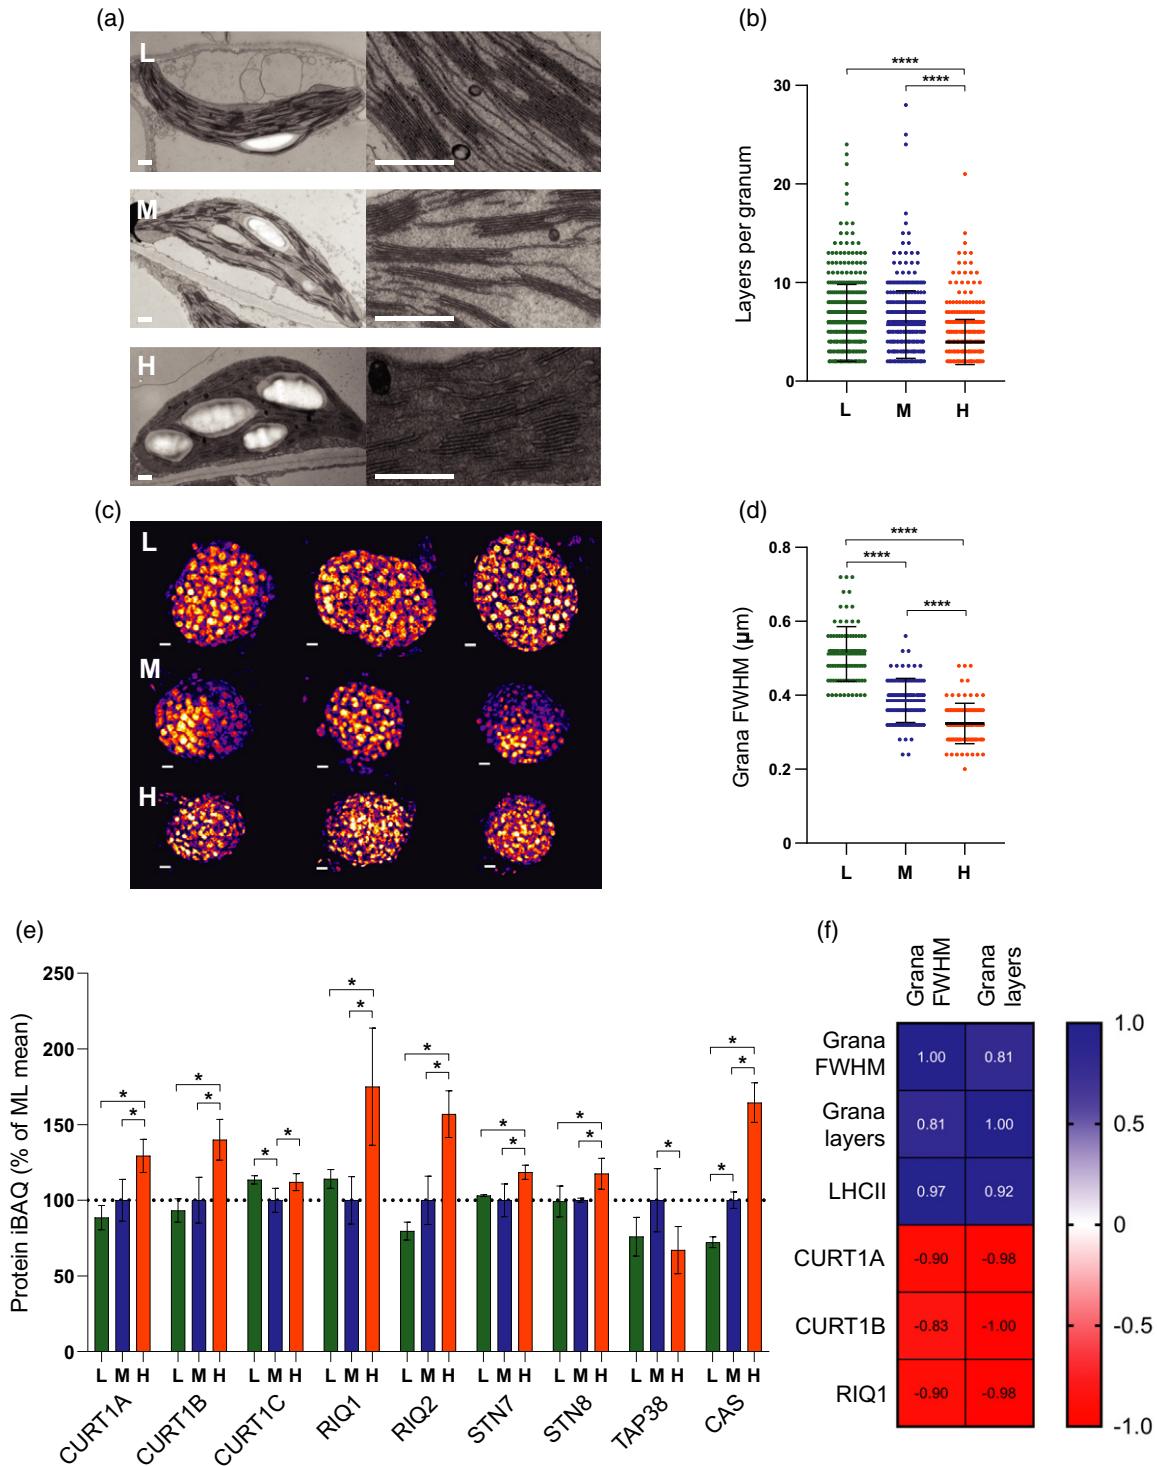 (a)
L
M
H
(b)
Layers per granum
30
20
10
0
****
****
L M H
(c)
L
M
H
(d)
Grana FWHM (µm)
0.8
0.6
0.4
0.2
0
****
****
****
L M H
(e)
Protein iBAQ (% of ML mean)
250
200
150
100
50
0
* * * * * * * * * * * * * * * * * * *
L M H L M H L M H L M H L M H L M H L M H L M H L M H
CURT1A CURT1B CURT1C RIQ1 RIQ2 STN7 STN8 TAP38 CAS
(f)
Grana FWHM
Grana layers
Grana FWHM 1.00 0.81
Grana layers 0.81 1.00
LHCII 0.97 0.92
CURT1A -0.90 -0.98
CURT1B -0.83 -1.00
RIQ1 -0.90 -0.98
1.0
0.5
0
-0.5
-1.0